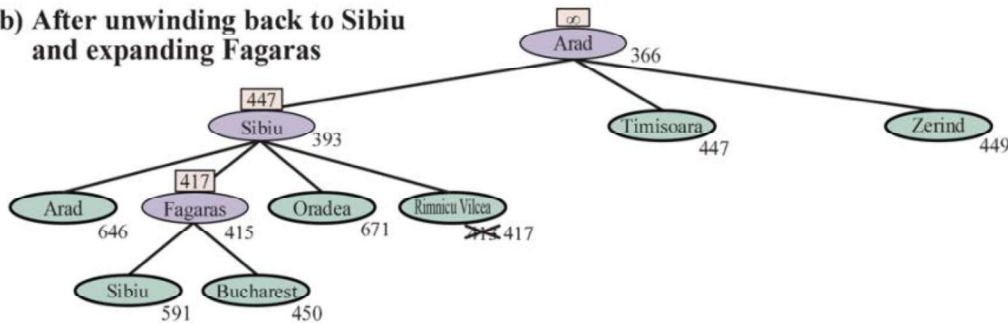 b) After unwinding back to Sibiu
and expanding Fagaras
∞
Arad
366
447
Sibiu
393
Timisoara
447
Zerind
449
417
Arad
646
Fagaras
415
Oradea
671
Rimnicu Vilcea
413 417
Sibiu
591
Bucharest
450